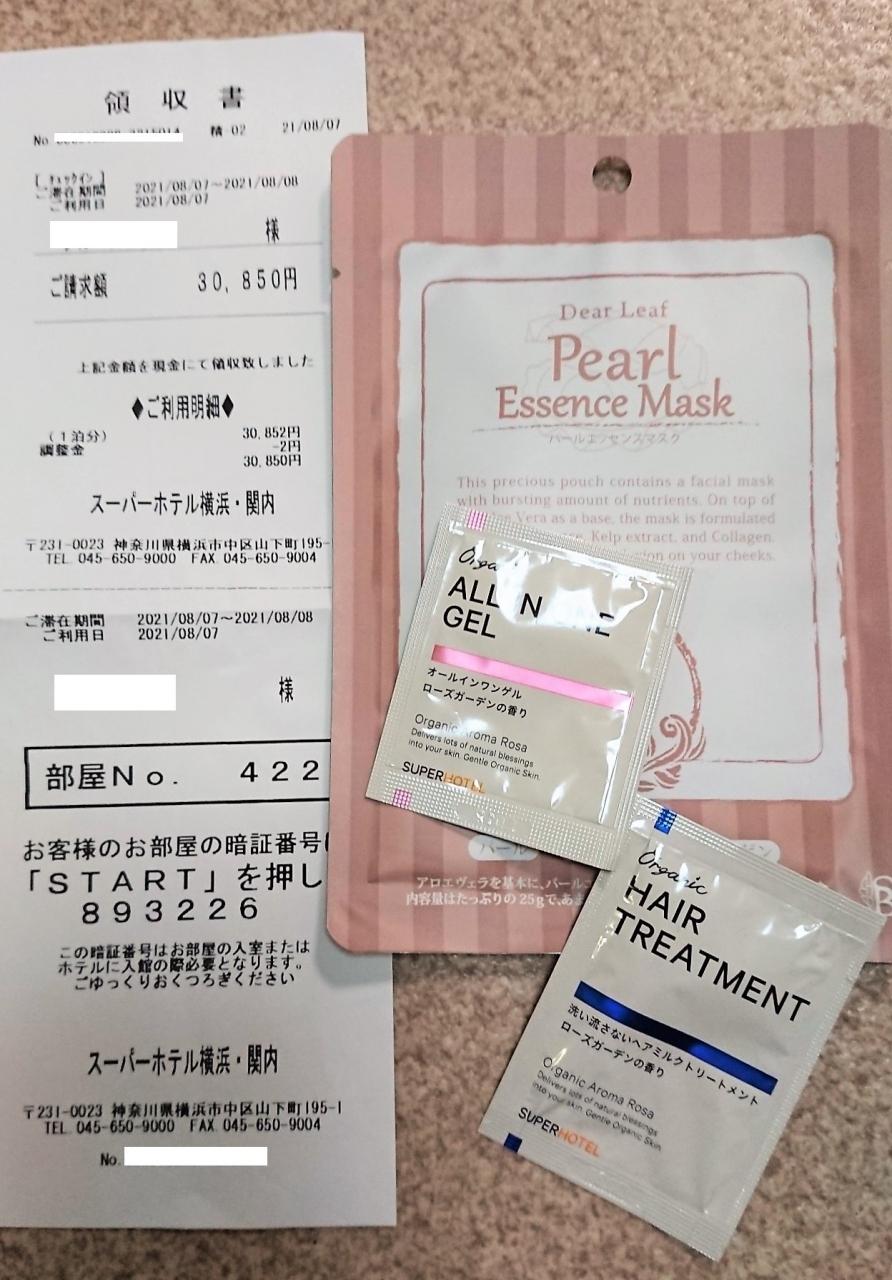 領収書
No. 精-02 21/08/07
[チェックイン]
ご滞在期間 2021/08/07~2021/08/08
ご利用日 2021/08/07
様
ご請求額 30,850円
上記金額を現金にて領収致しました
◆ご利用明細◆
(1泊分) 30,852円
調整金 -2円
30,850円
スーパーホテル横浜・関内
〒231-0023 神奈川県横浜市中区山下町195-
TEL.045-650-9000 FAX.045-650-9004
ご滞在期間 2021/08/07~2021/08/08
ご利用日 2021/08/07
様
部屋No. 422
お客様のお部屋の暗証番号
「START」を押し
893226
この暗証番号はお部屋の入室または
ホテルに入館の際必要となります。
ごゆっくりおくつろぎください
スーパーホテル横浜・関内
〒231-0023 神奈川県横浜市中区山下町195-1
TEL.045-650-9000 FAX.045-650-9004
No.
Dear Leaf
Pearl
Essence Mask
パールエッセンスマスク
This precious pouch contains a facial mask
with bursting amount of nutrients. On top of
Vera as a base, the mask is formulated
Kelp extract, and Collagen.
on your cheeks.
パール
アロエヴェラを基本に、パール
内容量はたっぷりの25gで、あま
Organic
ALL IN ONE
GEL
オールインワンゲル
ローズガーデンの香り
Organic Aroma Rosa
Delivers lots of natural blessings
into your skin. Gentle Organic Skin.
SUPERHOTEL
Organic
HAIR
TREATMENT
洗い流さないヘアミルクトリートメント
ローズガーデンの香り
Organic Aroma Rosa
Delivers lots of natural blessings
into your skin. Gentle Organic Skin.
SUPERHOTEL